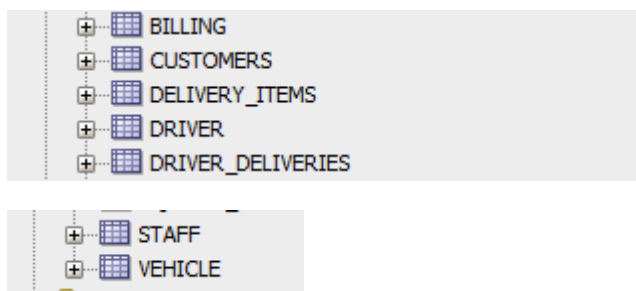 BILLING
CUSTOMERS
DELIVERY_ITEMS
DRIVER
DRIVER_DELIVERIES
STAFF
VEHICLE